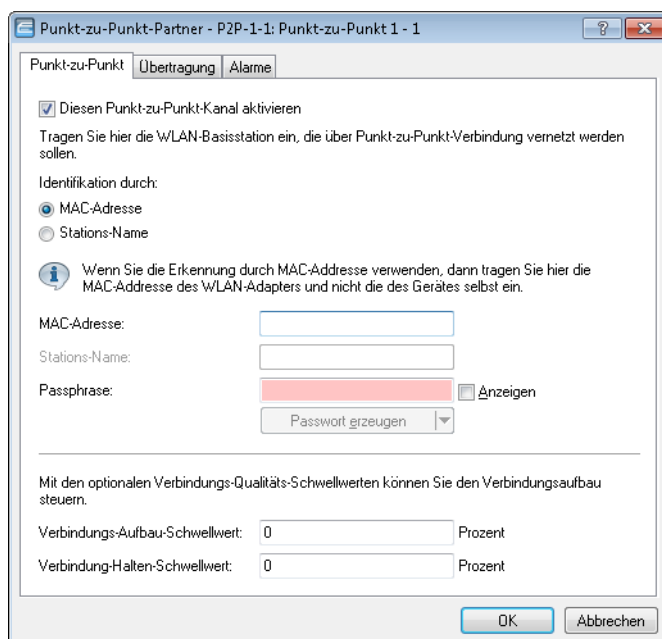 Punkt-zu-Punkt-Partner - P2P-1-1: Punkt-zu-Punkt 1 - 1
Punkt-zu-Punkt Übertragung Alarme
Diesen Punkt-zu-Punkt-Kanal aktivieren
Tragen Sie hier die WLAN-Basisstation ein, die über Punkt-zu-Punkt-Verbindung vernetzt werden
sollen.
Identifikation durch:
MAC-Adresse
Stations-Name
Wenn Sie die Erkennung durch MAC-Addresse verwenden, dann tragen Sie hier die
MAC-Addresse des WLAN-Adapters und nicht die des Gerätes selbst ein.
MAC-Adresse:
Stations-Name:
Passphrase: Anzeigen
Passwort erzeugen
Mit den optionalen Verbindungs-Qualitäts-Schwellwerten können Sie den Verbindungsaufbau
steuern.
Verbindungs-Aufbau-Schwellwert: 0 Prozent
Verbindung-Halten-Schwellwert: 0 Prozent
OK Abbrechen